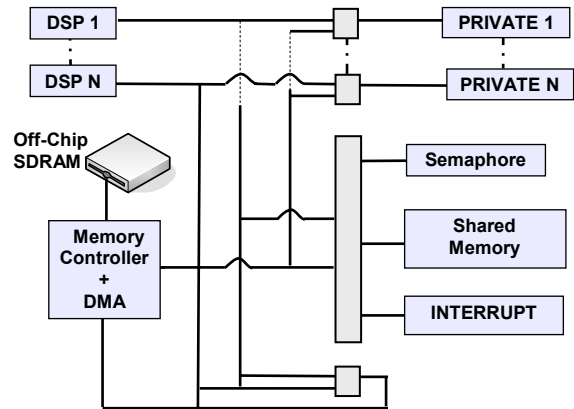 DSP 1
PRIVATE 1
DSP N
PRIVATE N
Off-Chip
SDRAM
Semaphore
Memory
Controller
+
DMA
Shared
Memory
INTERRUPT